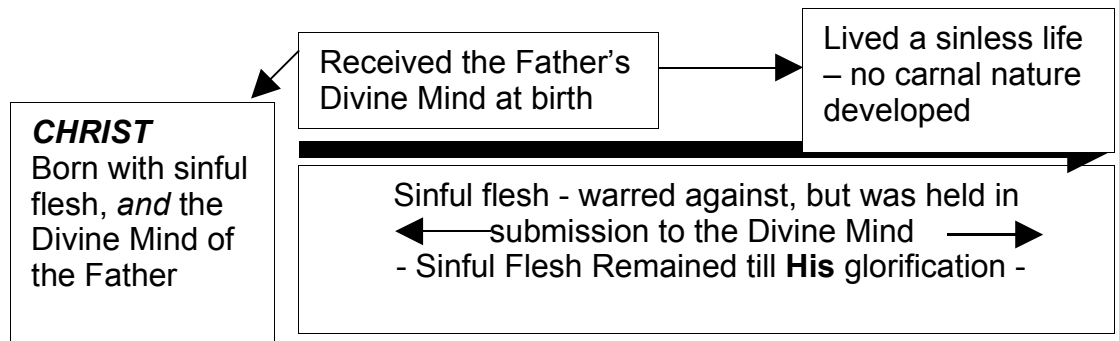 CHRIST
Born with sinful
flesh, and the
Divine Mind of
the Father
Received the Father’s
Divine Mind at birth
Lived a sinless life
– no carnal nature
developed
Sinful flesh - warred against, but was held in
submission to the Divine Mind
- Sinful Flesh Remained till His glorification -